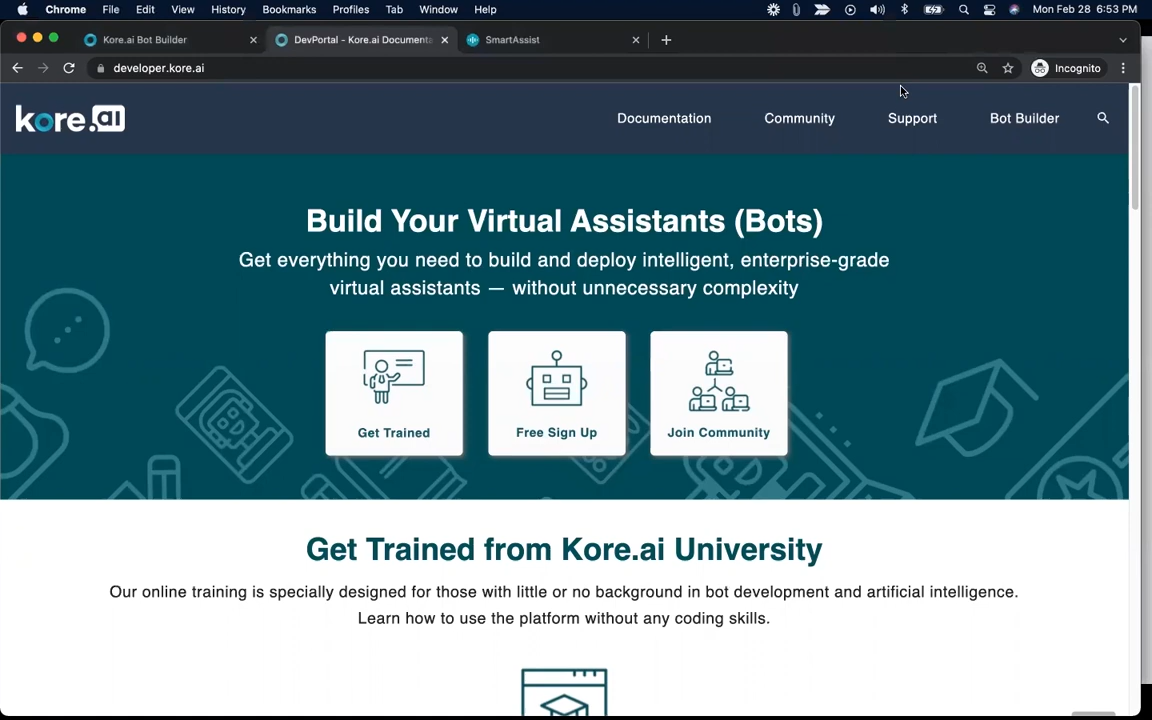 Chrome File Edit View History Bookmarks Profiles Tab Window Help Mon Feb 28 6:53 PM
Kore.ai Bot Builder DevPortal - Kore.ai Documenta SmartAssist
developer.kore.ai Incognito
kore.ai Documentation Community Support Bot Builder
Build Your Virtual Assistants (Bots)
Get everything you need to build and deploy intelligent, enterprise-grade
virtual assistants — without unnecessary complexity
Get Trained Free Sign Up Join Community
Get Trained from Kore.ai University
Our online training is specially designed for those with little or no background in bot development and artificial intelligence.
Learn how to use the platform without any coding skills.